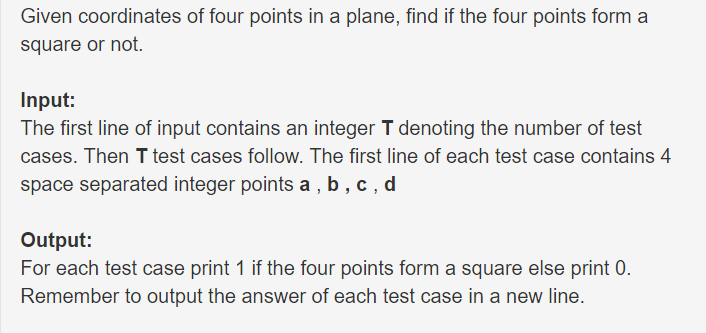 Given coordinates of four points in a plane, find if the four points form a
square or not.
Input:
The first line of input contains an integer T denoting the number of test
cases. Then T test cases follow. The first line of each test case contains 4
space separated integer points a , b , c , d
Output:
For each test case print 1 if the four points form a square else print 0.
Remember to output the answer of each test case in a new line.